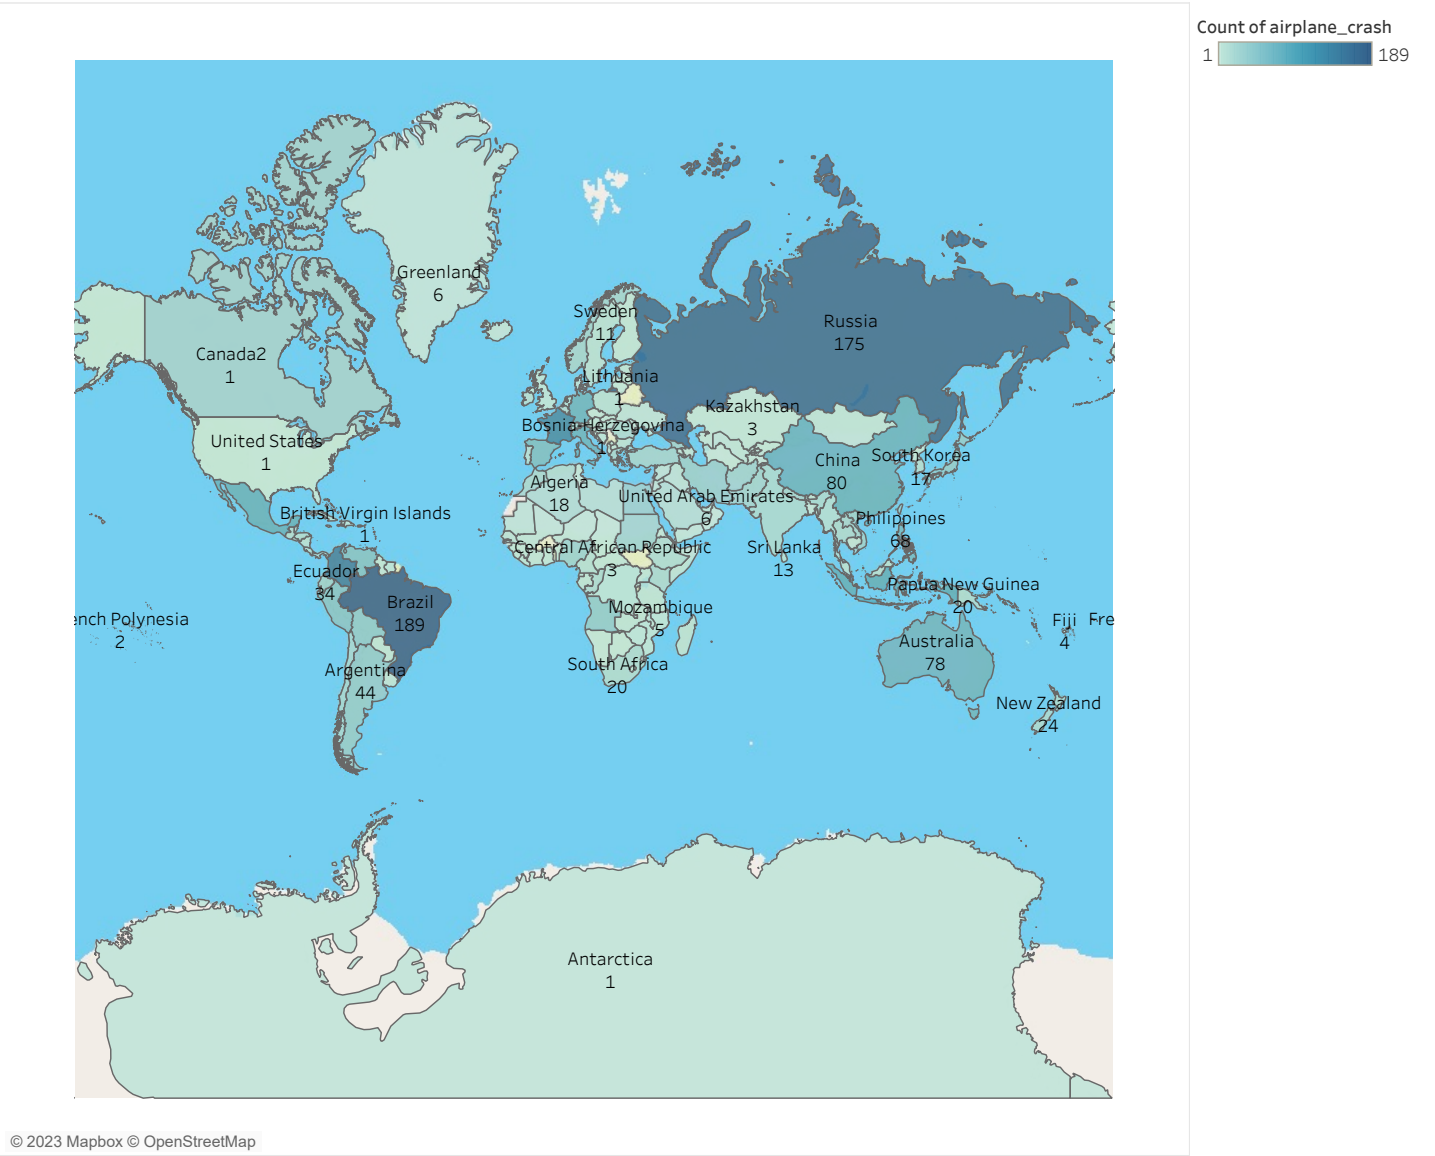 Count of airplane_crash
1
189
Greenland
6
Sweden
11
Russia
175
Canada2
1
Lithuania
1
Kazakhstan
3
Bosnia-Herzegovina
1
United States
1
China
80
South Korea
17
Algeria
18
United Arab Emirates
6
British Virgin Islands
1
Philippines
68
Central African Republic
3
Sri Lanka
13
Ecuador
34
Papua New Guinea
20
Brazil
189
Mozambique
5
ench Polynesia
2
Fiji
4
Fre
Australia
78
Argentina
44
South Africa
20
New Zealand
24
Antarctica
1
© 2023 Mapbox © OpenStreetMap